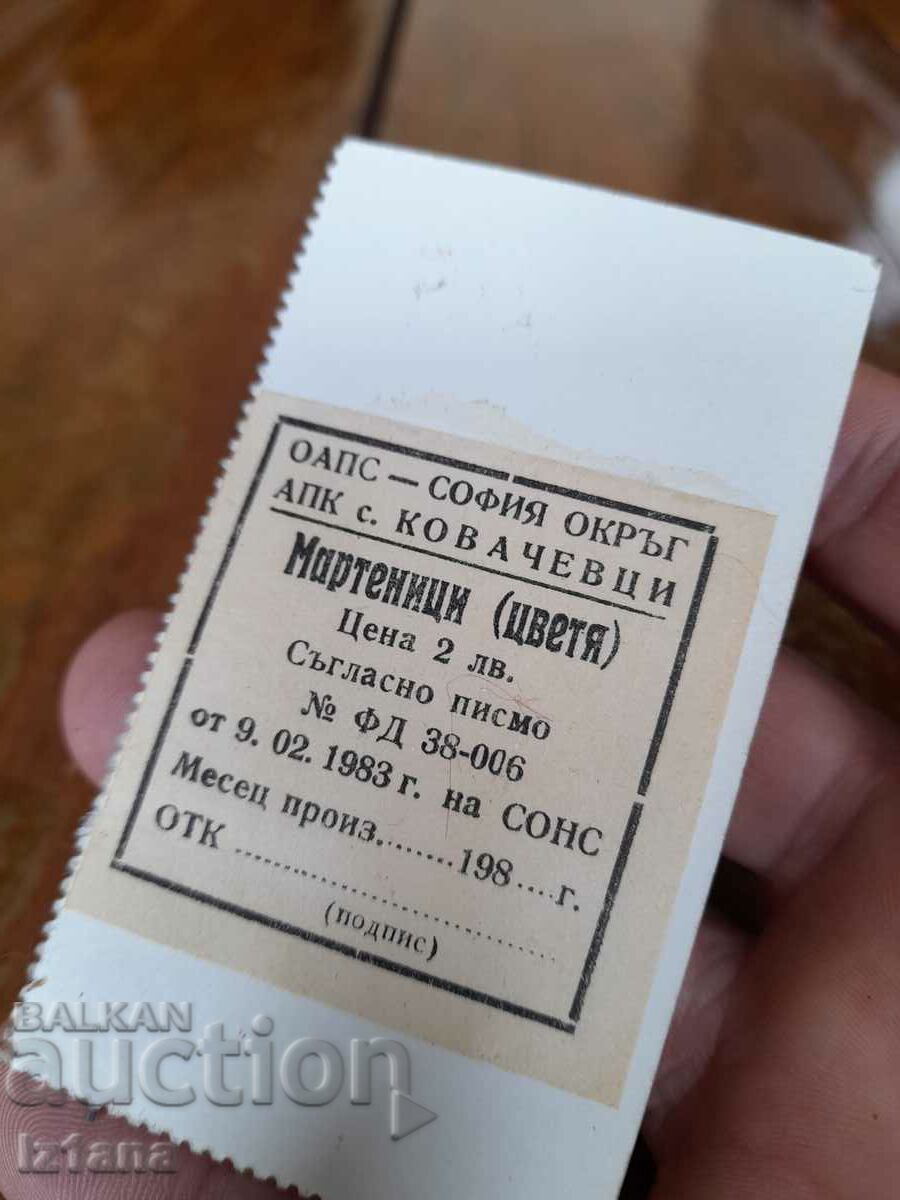 ОАПС — СОФИЯ ОКРЪГ
АПК с. КОВАЧЕВЦИ
Мартеници (цветя)
Цена 2 лв.
Съгласно писмо
№ ФД 38-006
от 9. 02. 1983 г. на СОНС
Месец произ.........198....г.
ОТК ..............................
(подпис)
BALKAN
auction
Iz1ana